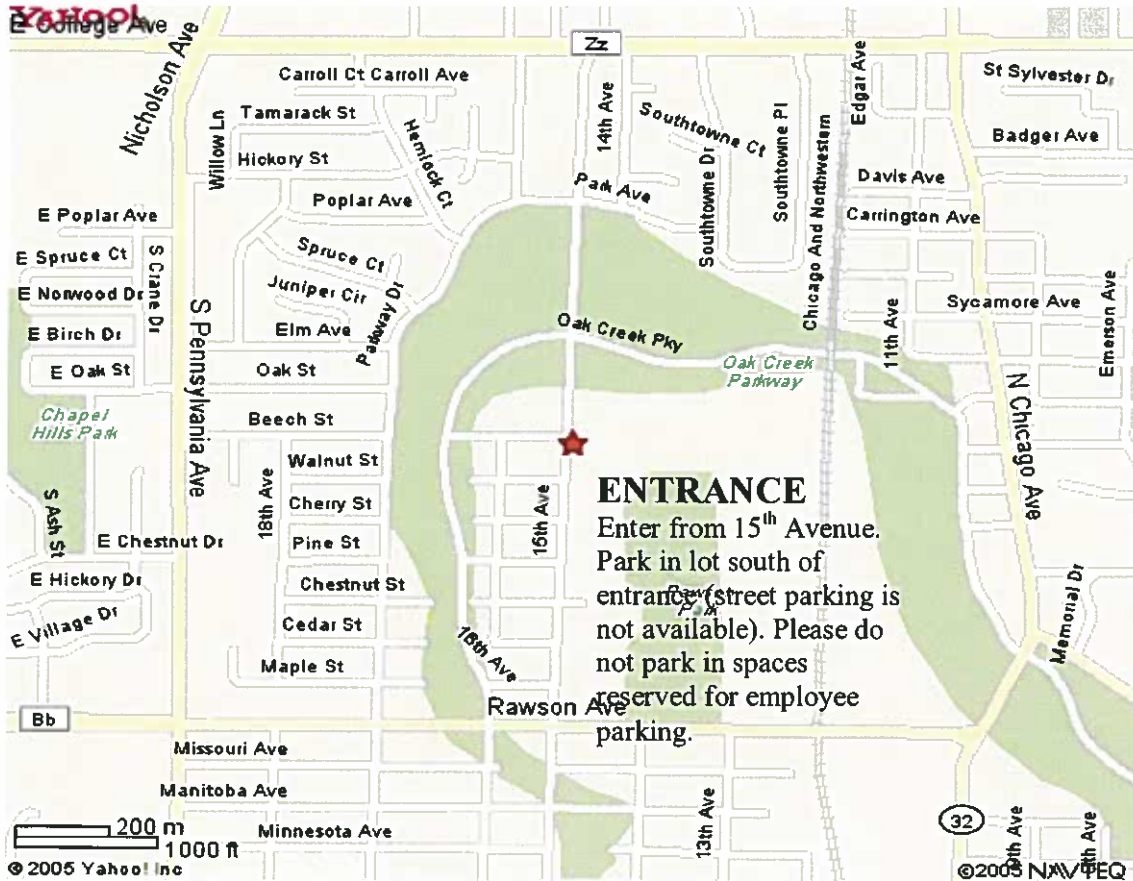 YAHOO!
E College Ave
Nicholson Ave
Zz
Carroll Ct Carroll Ave
St Sylvester Dr
Edgar Ave
Tamarack St
Willow Ln
Hemlock Ct
14th Ave
Southtowne Ct
Southtowne Pl
Badger Ave
Hickory St
Park Ave
Southtowne Dr
Chicago And Northwestern
Davis Ave
Poplar Ave
Carrington Ave
E Poplar Ave
S Crane Dr
E Spruce Ct
Spruce Ct
E Norwood Dr
Juniper Cir
Parkway Dr
Sycamore Ave
Emerson Ave
S Pennsylvania Ave
E Birch Dr
Elm Ave
Oak Creek Pky
11th Ave
E Oak St
Oak St
Oak Creek
Parkway
N Chicago Ave
Chapel
Hills Park
Beech St
Walnut St
18th Ave
S Ash St
Cherry St
15th Ave
ENTRANCE
Enter from 15th Avenue.
Park in lot south of
entrance (street parking is
not available). Please do
not park in spaces
reserved for employee
parking.
Park
E Chestnut Dr
Pine St
E Hickory Dr
Chestnut St
E Village Dr
Cedar St
16th Ave
Memorial Dr
Maple St
Bb
Rawson Ave
Missouri Ave
Manitoba Ave
13th Ave
200 m
1000 ft
Minnesota Ave
32
© 2005 Yahoo! Inc
©2005 NAVTEQ